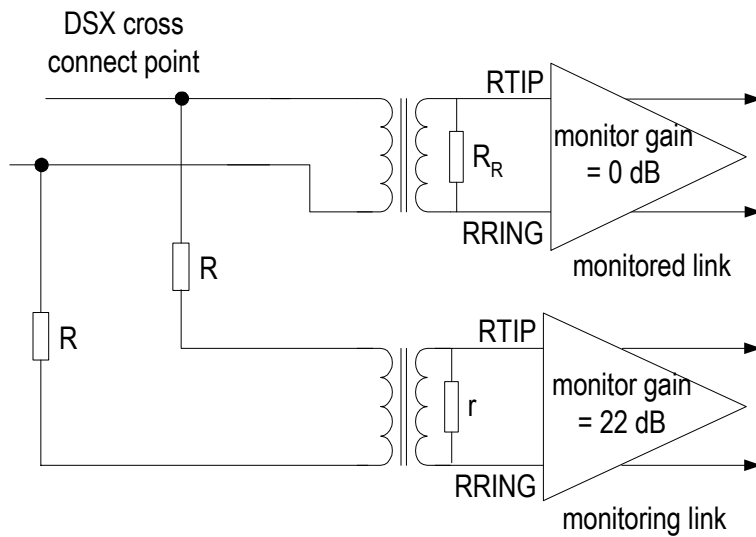 DSX cross
connect point
RTIP
monitor gain
= 0 dB
R_R
RRING
monitored link
R
R
RTIP
monitor gain
= 22 dB
r
RRING
monitoring link